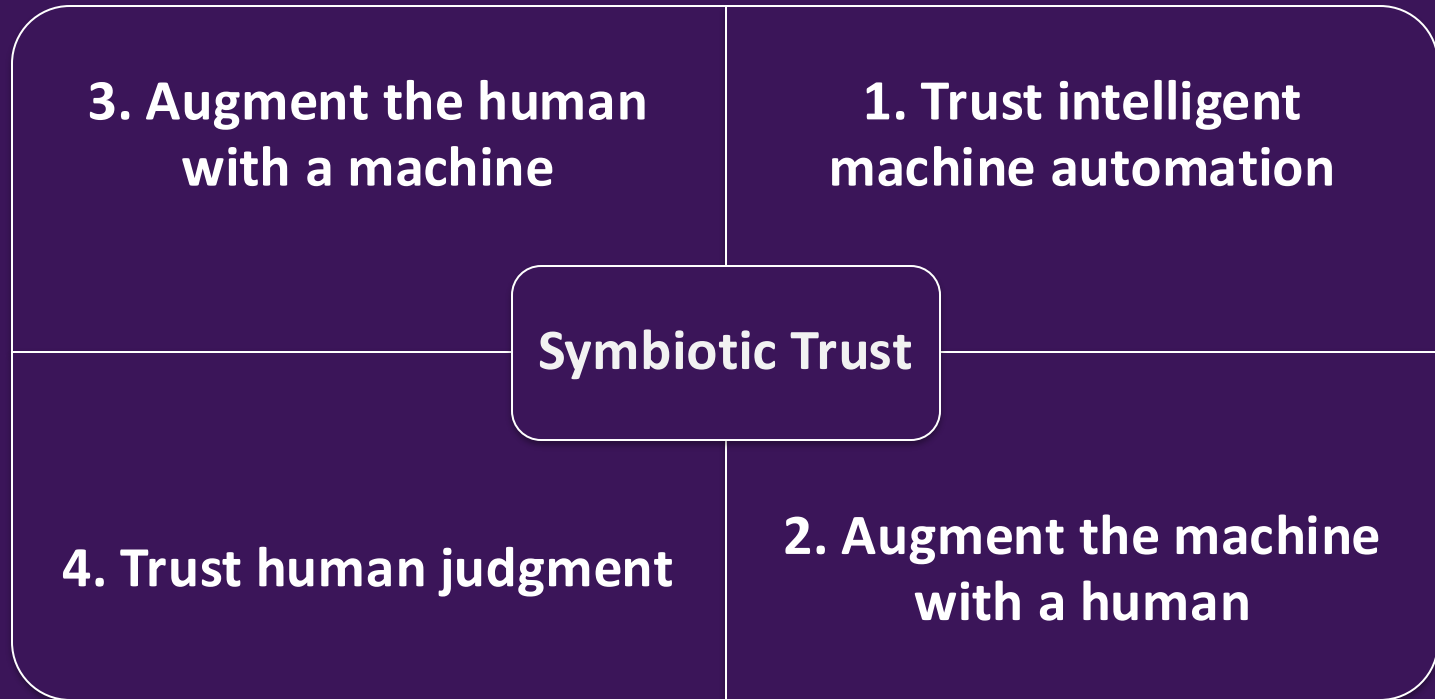 3. Augment the human
with a machine
1. Trust intelligent
machine automation
Symbiotic Trust
4. Trust human judgment
2. Augment the machine
with a human